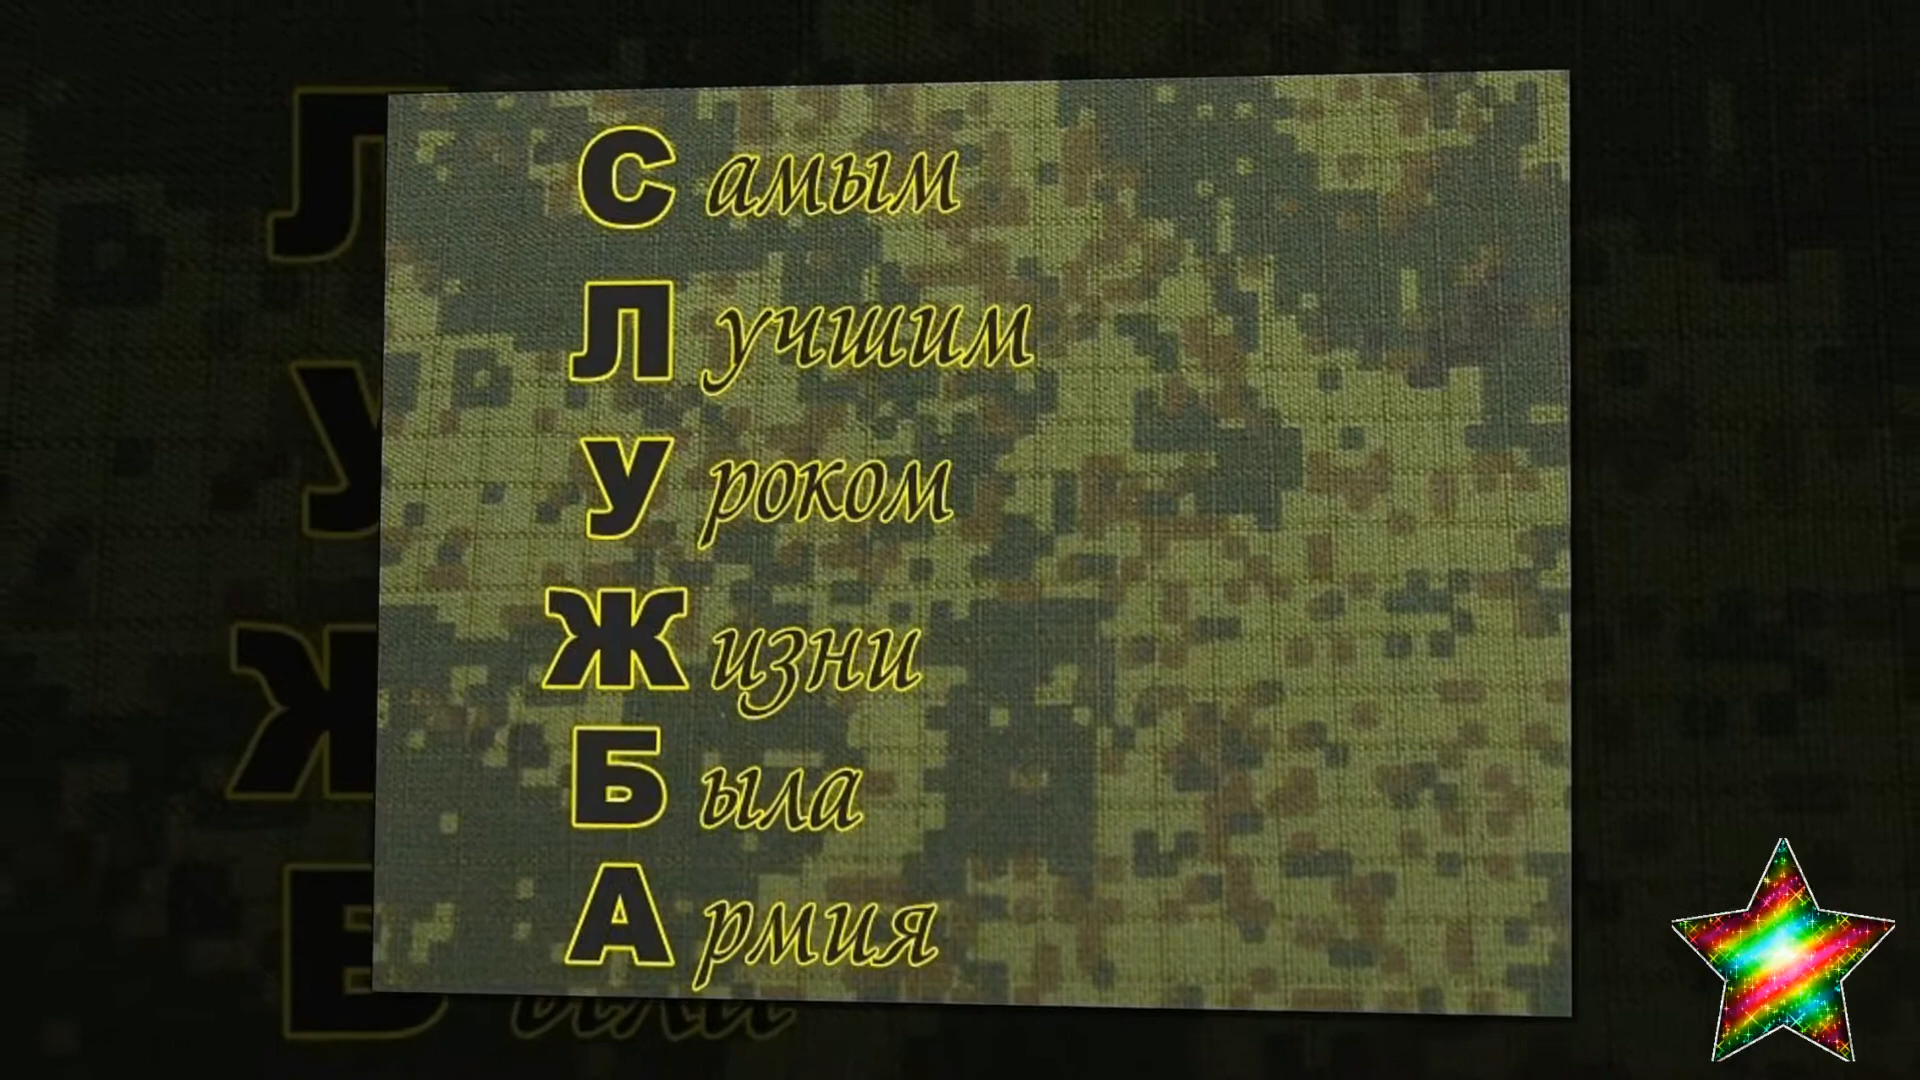 Самым
Лучшим
Уроком
Жизни
Была
Армия